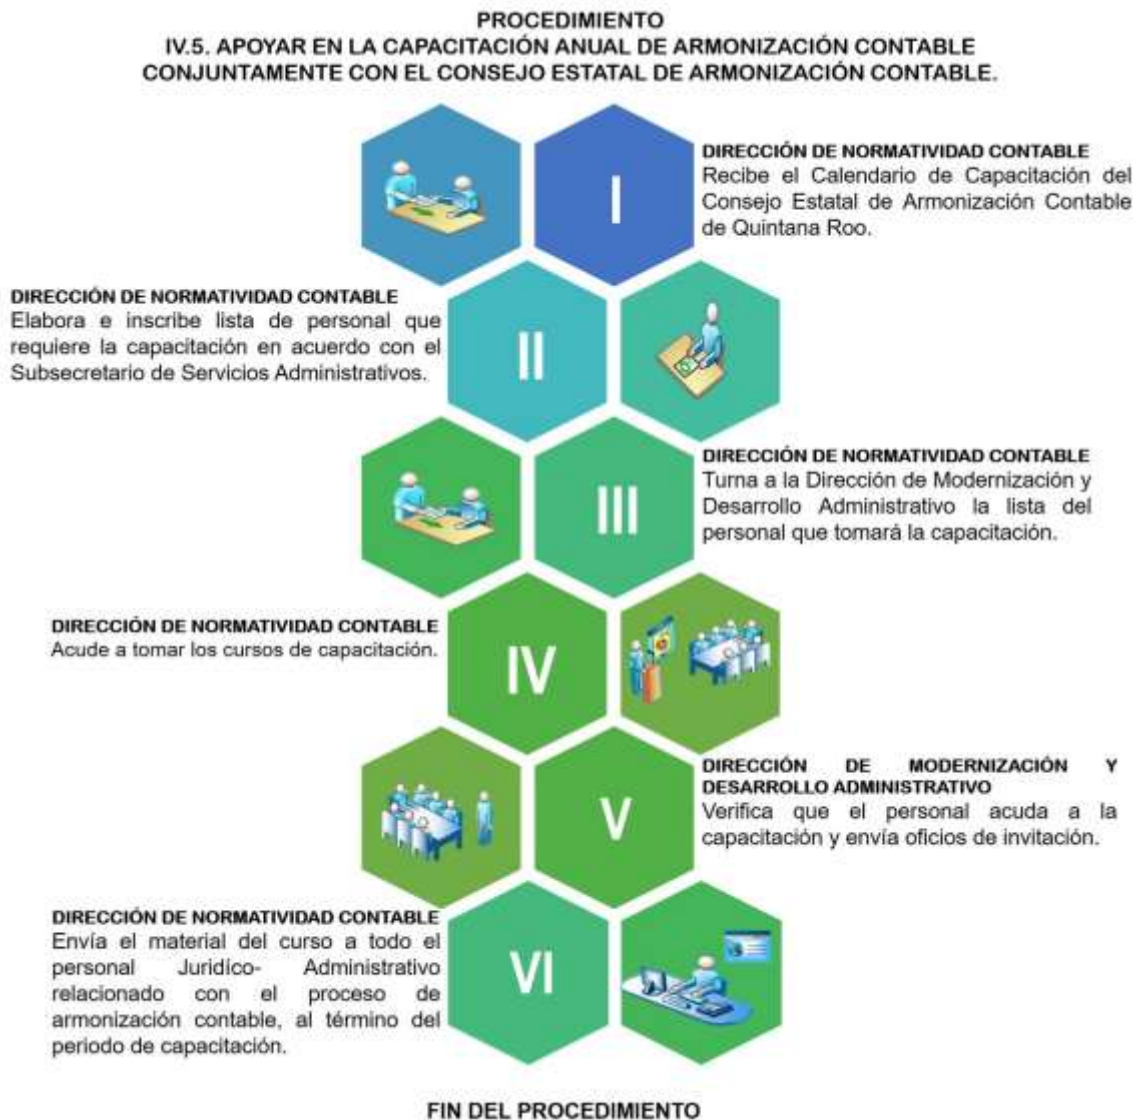 PROCEDIMIENTO
IV.5. APOYAR EN LA CAPACITACIÓN ANUAL DE ARMONIZACIÓN CONTABLE
CONJUNTAMENTE CON EL CONSEJO ESTATAL DE ARMONIZACIÓN CONTABLE.
I
DIRECCIÓN DE NORMATIVIDAD CONTABLE
Recibe el Calendario de Capacitación del
Consejo Estatal de Armonización Contable
de Quintana Roo.
DIRECCIÓN DE NORMATIVIDAD CONTABLE
Elabora e inscribe lista de personal que
requiere la capacitación en acuerdo con el
Subsecretario de Servicios Administrativos.
II
III
DIRECCIÓN DE NORMATIVIDAD CONTABLE
Turna a la Dirección de Modernización y
Desarrollo Administrativo la lista del
personal que tomará la capacitación.
DIRECCIÓN DE NORMATIVIDAD CONTABLE
Acude a tomar los cursos de capacitación.
IV
V
DIRECCIÓN DE MODERNIZACIÓN Y
DESARROLLO ADMINISTRATIVO
Verifica que el personal acuda a la
capacitación y envía oficios de invitación.
DIRECCIÓN DE NORMATIVIDAD CONTABLE
Envía el material del curso a todo el
personal Juridíco- Administrativo
relacionado con el proceso de
armonización contable, al término del
periodo de capacitación.
VI
FIN DEL PROCEDIMIENTO